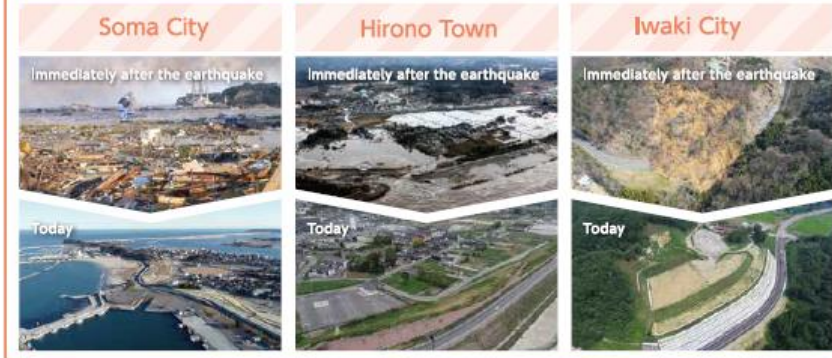 Soma City
Immediately after the earthquake
Today
Hirono Town
Immediately after the earthquake
Today
Iwaki City
Immediately after the earthquake
Today